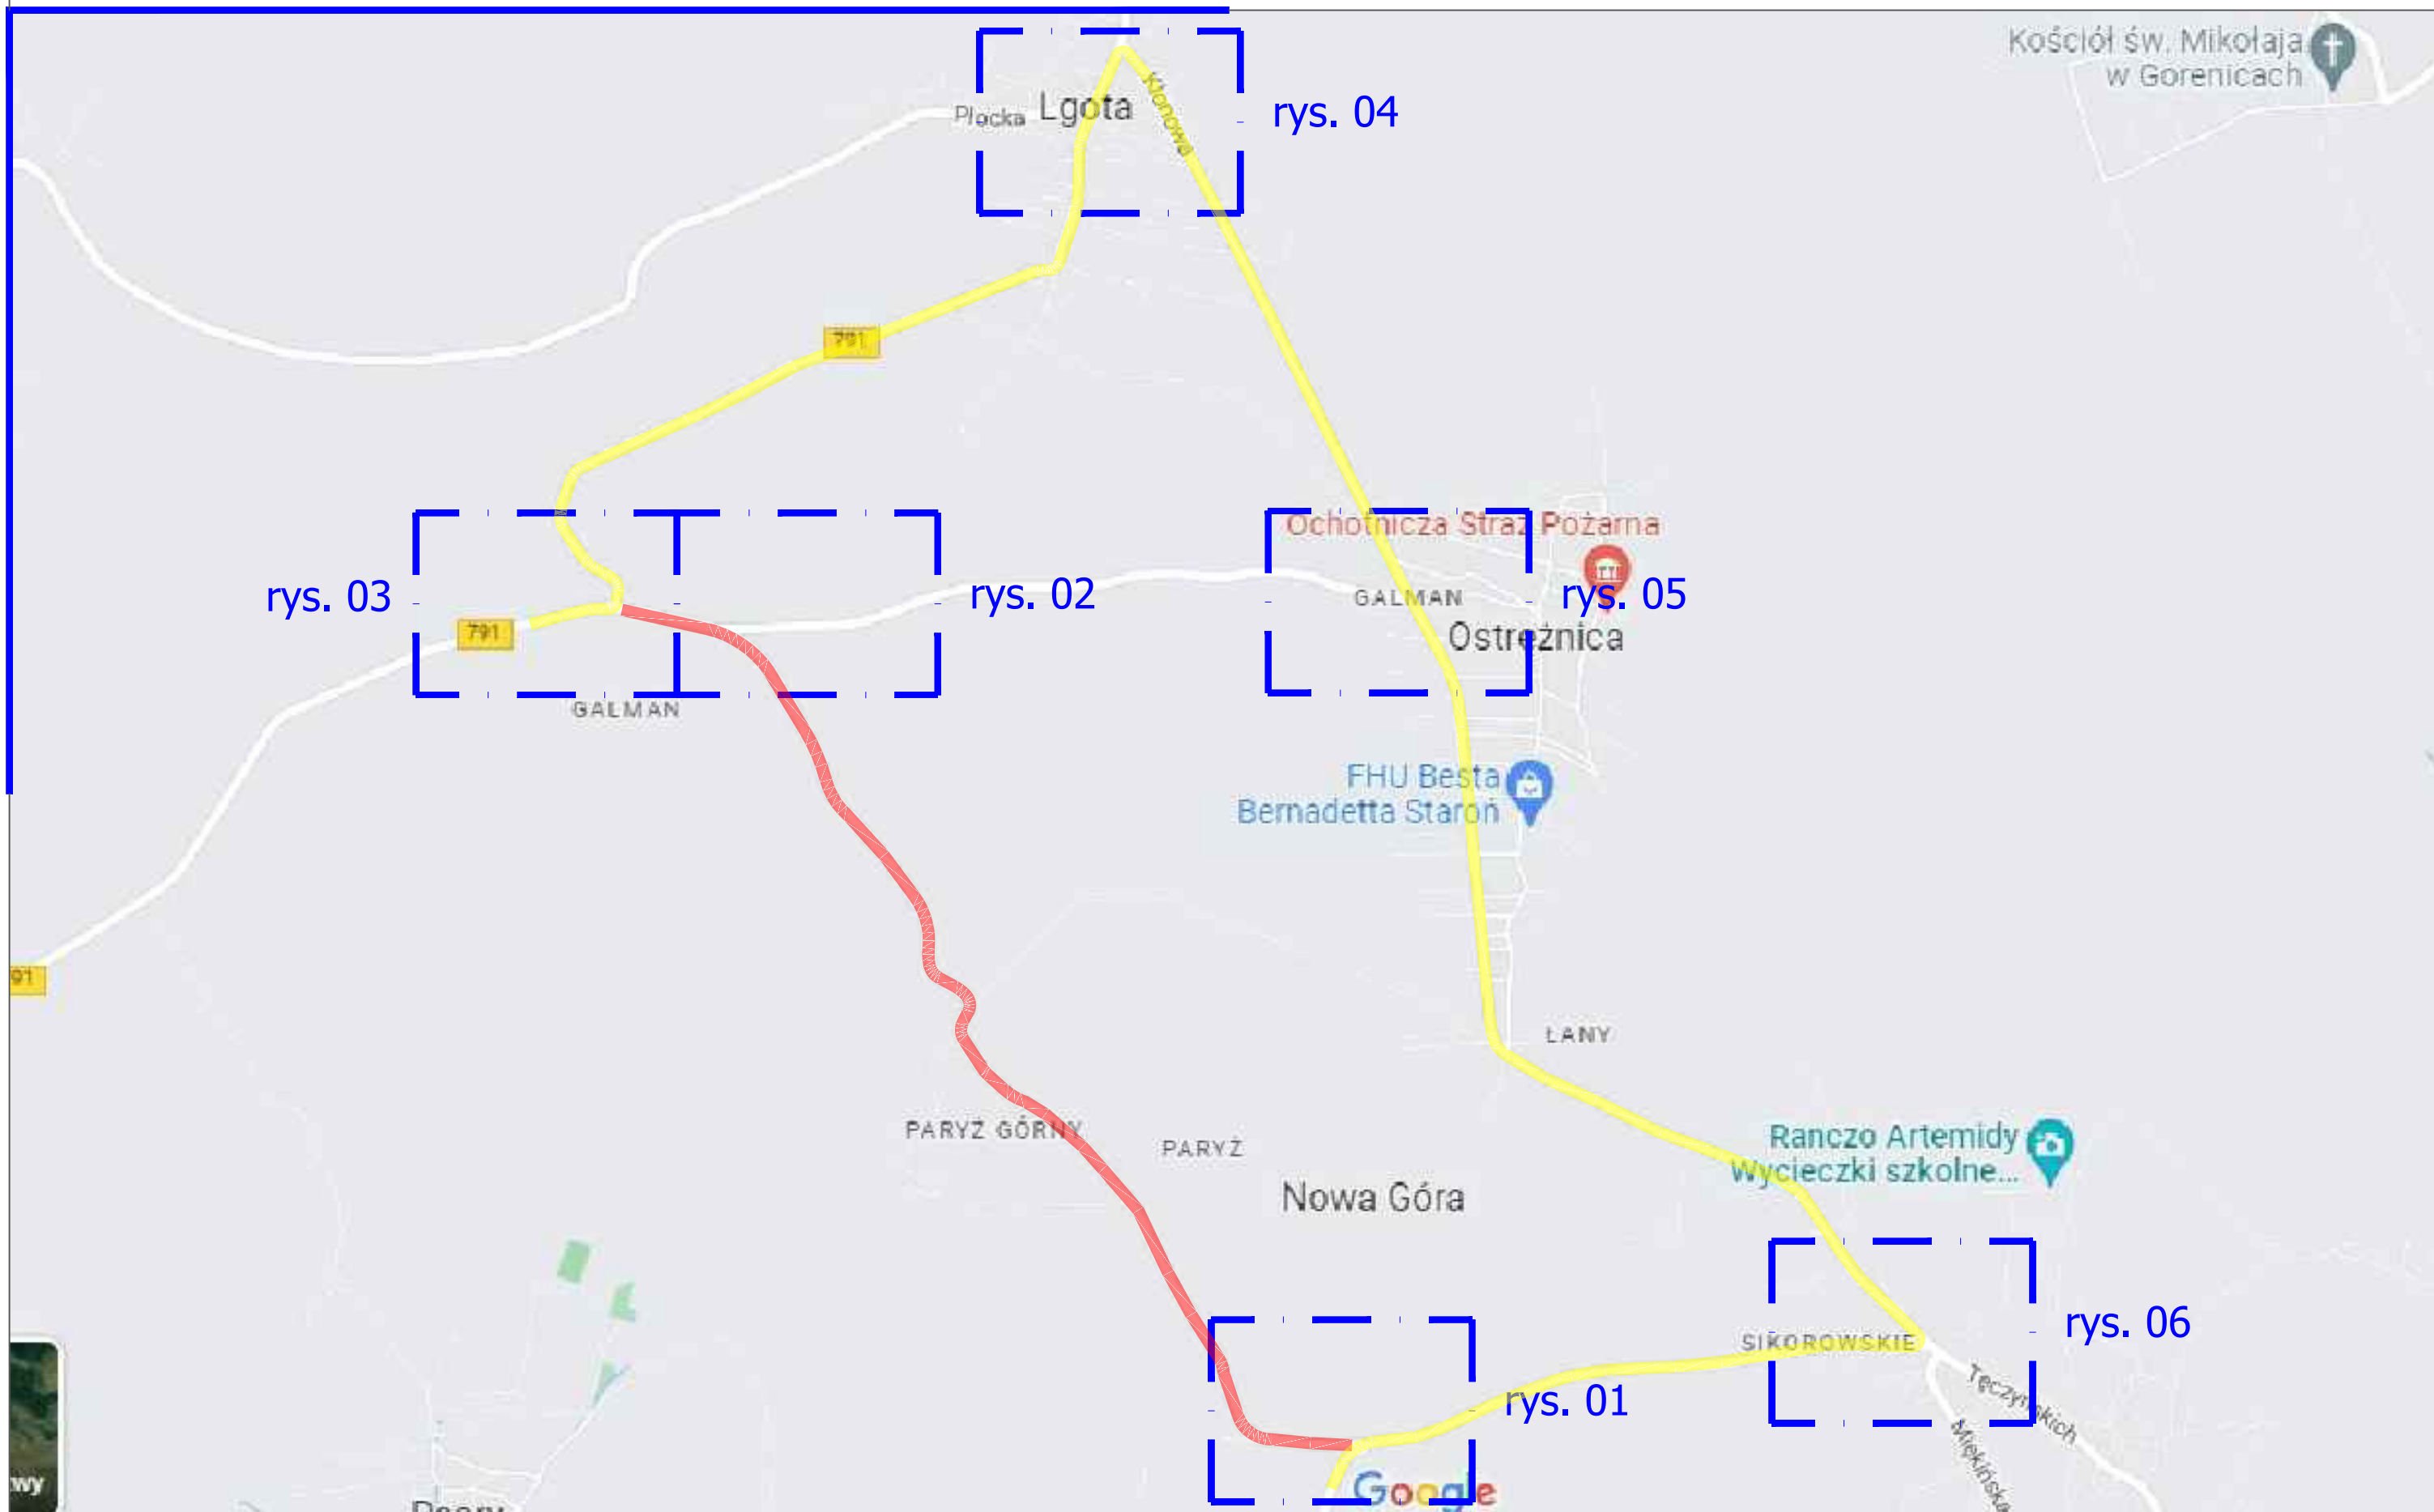 Kościół św. Mikołaja
w Gorenicach
Klonowa
rys. 04
Płocka
Lgota
791
Ochotnicza Straż Pożarna
rys. 03
rys. 02
GALMAN
rys. 05
791
Ostrężnica
GALMAN
FHU Besta
Bernadetta Staroń
91
ŁANY
PARYŻ GÓRNY
PARYŻ
Ranczo Artemidy
Wycieczki szkolne...
Nowa Góra
rys. 06
SIKOROWSKIE
Tęczyńskich
rys. 01
Miękińska
wy
Google